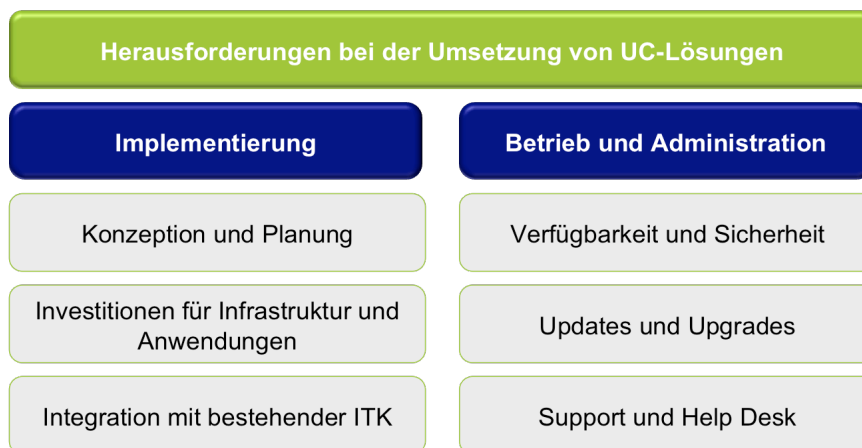 Herausforderungen bei der Umsetzung von UC-Lösungen
Implementierung
Betrieb und Administration
Konzeption und Planung
Verfügbarkeit und Sicherheit
Investitionen für Infrastruktur und
Anwendungen
Updates und Upgrades
Integration mit bestehender ITK
Support und Help Desk